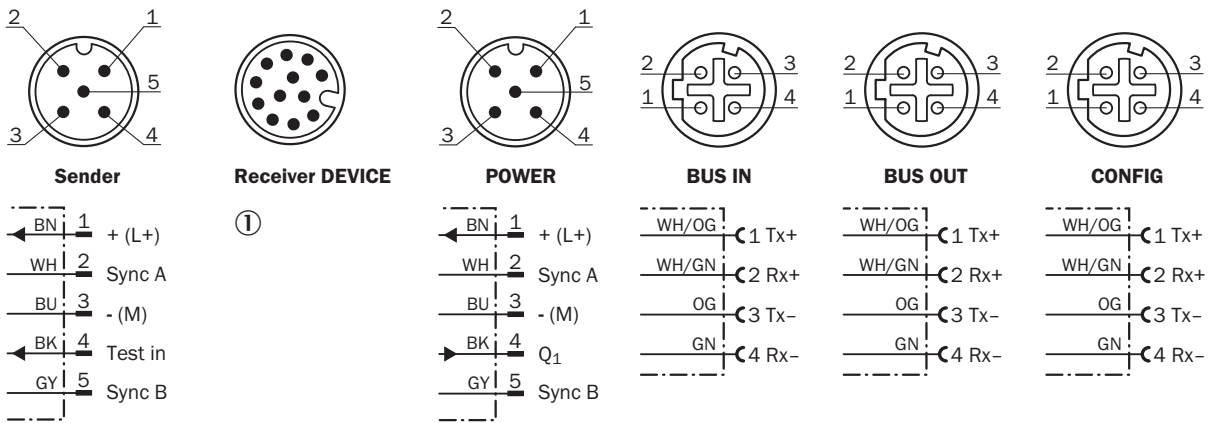 2 1 2 1 2 3 2 3 2 3
5 5 1 4 1 4 1 4
3 4 3 4
Sender Receiver DEVICE POWER BUS IN BUS OUT CONFIG
①
BN 1 + (L+)
WH 2 Sync A
BU 3 - (M)
BK 4 Test in
GY 5 Sync B
BN 1 + (L+)
WH 2 Sync A
BU 3 - (M)
BK 4 Q1
GY 5 Sync B
WH/OG 1 Tx+
WH/GN 2 Rx+
OG 3 Tx–
GN 4 Rx–
WH/OG 1 Tx+
WH/GN 2 Rx+
OG 3 Tx–
GN 4 Rx–
WH/OG 1 Tx+
WH/GN 2 Rx+
OG 3 Tx–
GN 4 Rx–